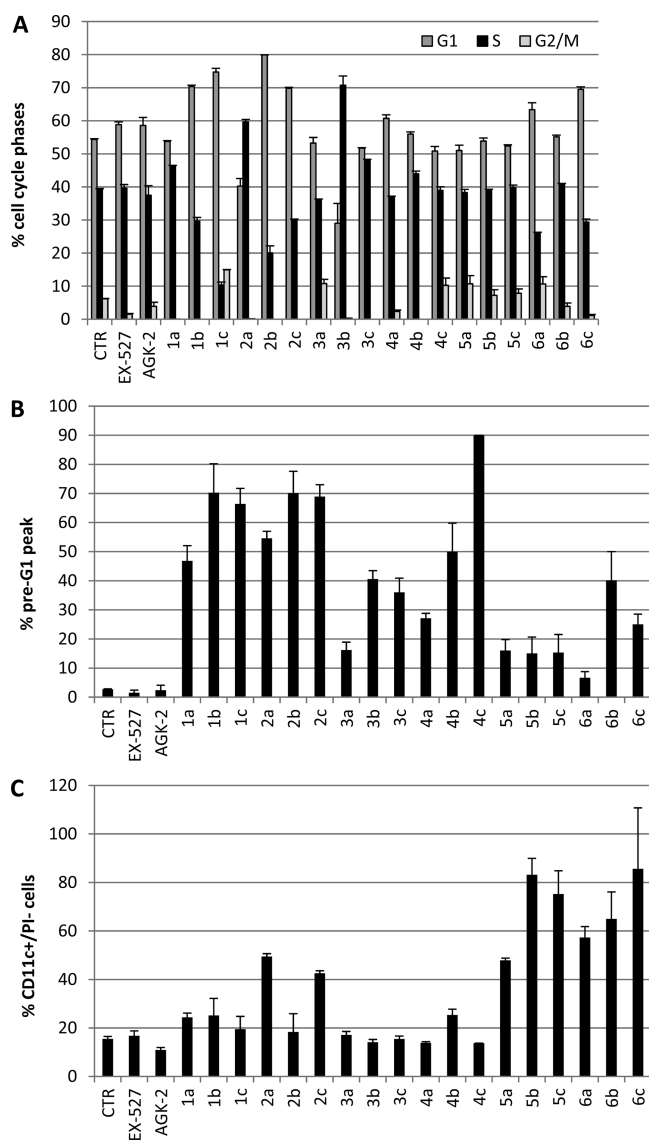 A
90
80
70
60
50
40
30
20
10
0
% cell cycle phases
G1 S G2/M
CTR EX-527 AGK-2 1a 1b 1c 2a 2b 2c 3a 3b 3c 4a 4b 4c 5a 5b 5c 6a 6b 6c
B
100
90
80
70
60
50
40
30
20
10
0
% pre-G1 peak
CTR EX-527 AGK-2 1a 1b 1c 2a 2b 2c 3a 3b 3c 4a 4b 4c 5a 5b 5c 6a 6b 6c
C
120
100
80
60
40
20
0
% CD11c+/PI- cells
CTR EX-527 AGK-2 1a 1b 1c 2a 2b 2c 3a 3b 3c 4a 4b 4c 5a 5b 5c 6a 6b 6c